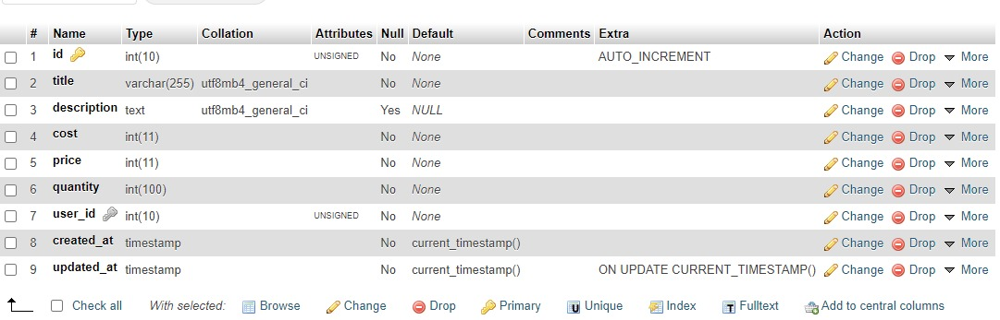 # Name Type Collation Attributes Null Default Comments Extra Action
1 id int(10) UNSIGNED No None AUTO_INCREMENT Change Drop More
2 title varchar(255) utf8mb4_general_ci No None Change Drop More
3 description text utf8mb4_general_ci Yes NULL Change Drop More
4 cost int(11) No None Change Drop More
5 price int(11) No None Change Drop More
6 quantity int(100) No None Change Drop More
7 user_id int(10) UNSIGNED No None Change Drop More
8 created_at timestamp No current_timestamp() Change Drop More
9 updated_at timestamp No current_timestamp() ON UPDATE CURRENT_TIMESTAMP() Change Drop More
Check all With selected: Browse Change Drop Primary U Unique Index T Fulltext Add to central columns